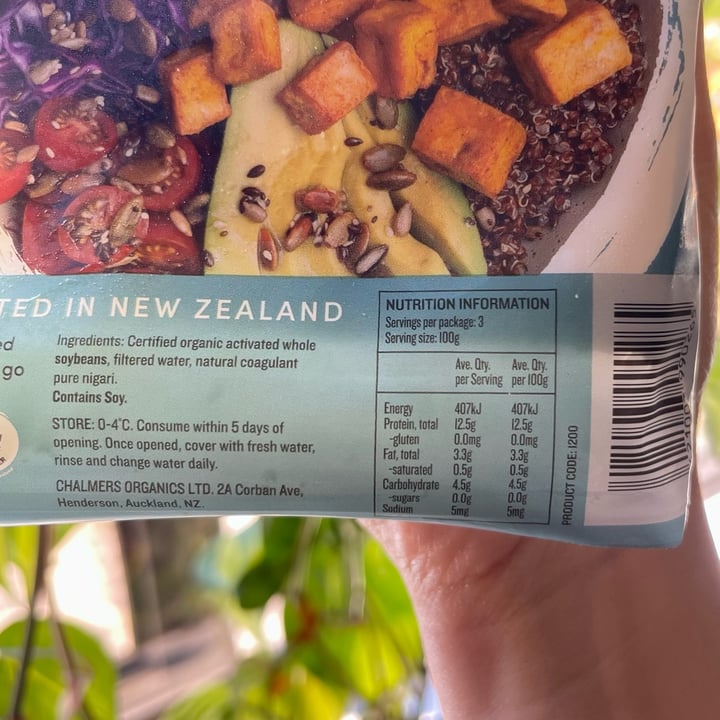 TED IN NEW ZEALAND
ed
go
Ingredients: Certified organic activated whole
soybeans, filtered water, natural coagulant
pure nigari.
Contains Soy.
STORE: 0-4°C. Consume within 5 days of
opening. Once opened, cover with fresh water,
rinse and change water daily.
CHALMERS ORGANICS LTD. 2A Corban Ave,
Henderson, Auckland, NZ.
NUTRITION INFORMATION
Servings per package: 3
Serving size: 100g
Ave. Qty. Ave. Qty.
per Serving per 100g
Energy 407kJ 407kJ
Protein, total 12.5g 12.5g
-gluten 0.0mg 0.0mg
Fat, total 3.3g 3.3g
-saturated 0.5g 0.5g
Carbohydrate 4.5g 4.5g
-sugars 0.0g 0.0g
Sodium 5mg 5mg
PRODUCT CODE: 1200